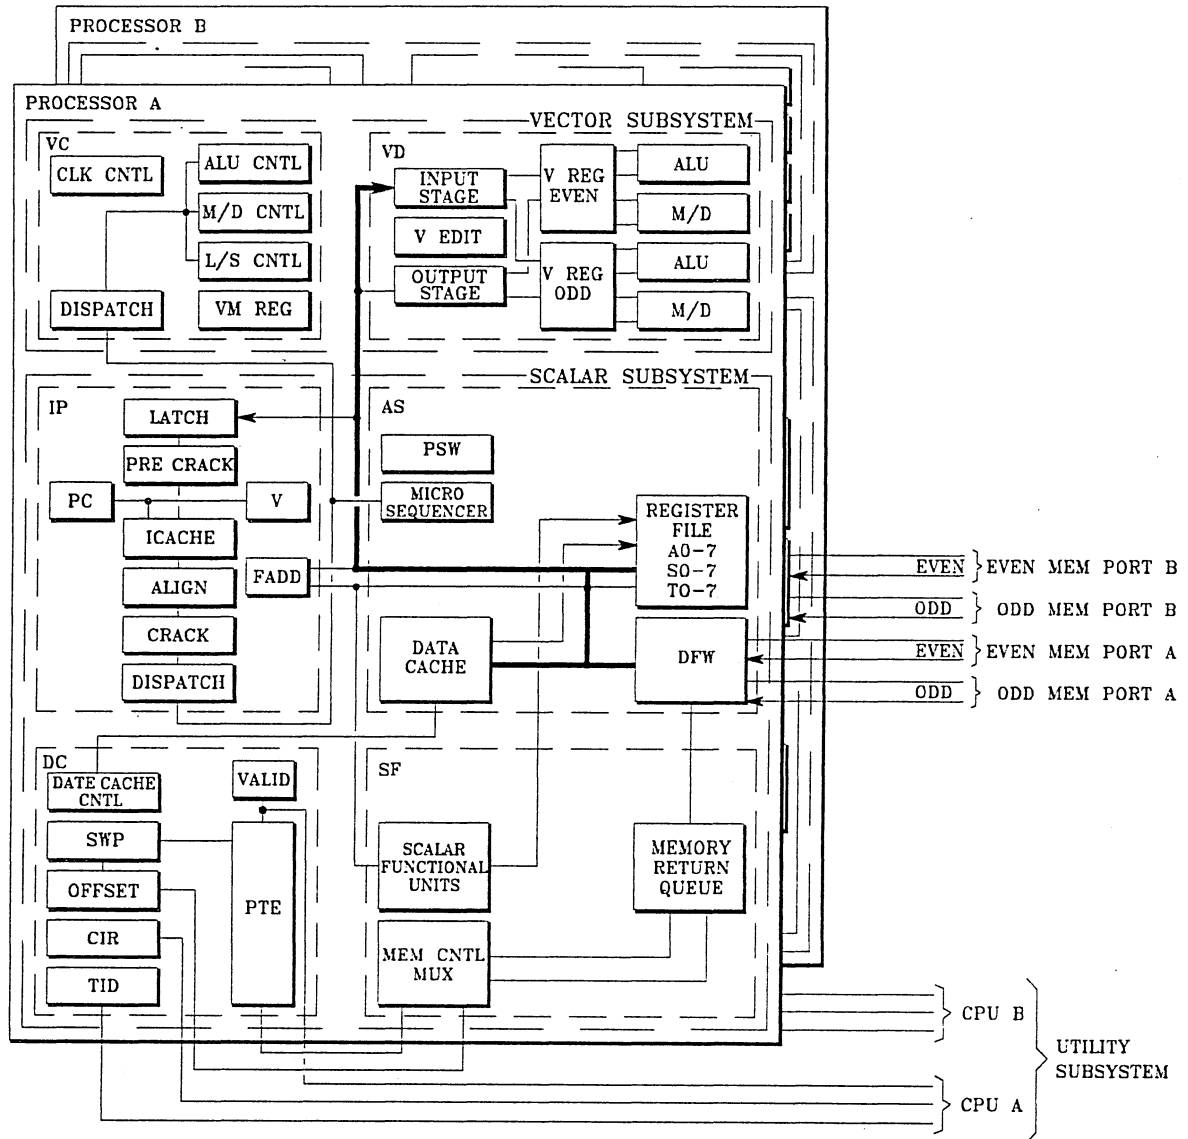 PROCESSOR B
PROCESSOR A
VECTOR SUBSYSTEM
VC
CLK CNTL
ALU CNTL
M/D CNTL
L/S CNTL
DISPATCH
VM REG
VD
INPUT
STAGE
V EDIT
OUTPUT
STAGE
V REG
EVEN
V REG
ODD
ALU
M/D
ALU
M/D
SCALAR SUBSYSTEM
IP
LATCH
PRE CRACK
PC
V
ICACHE
FADD
ALIGN
CRACK
DISPATCH
AS
PSW
MICRO
SEQUENCER
REGISTER
FILE
A0-7
S0-7
T0-7
DATA
CACHE
DFW
EVEN
EVEN MEM PORT B
ODD
ODD MEM PORT B
EVEN
EVEN MEM PORT A
ODD
ODD MEM PORT A
DC
DATE CACHE
CNTL
VALID
SWP
OFFSET
PTE
CIR
TID
SF
SCALAR
FUNCTIONAL
UNITS
MEMORY
RETURN
QUEUE
MEM CNTL
MUX
CPU B
UTILITY
SUBSYSTEM
CPU A